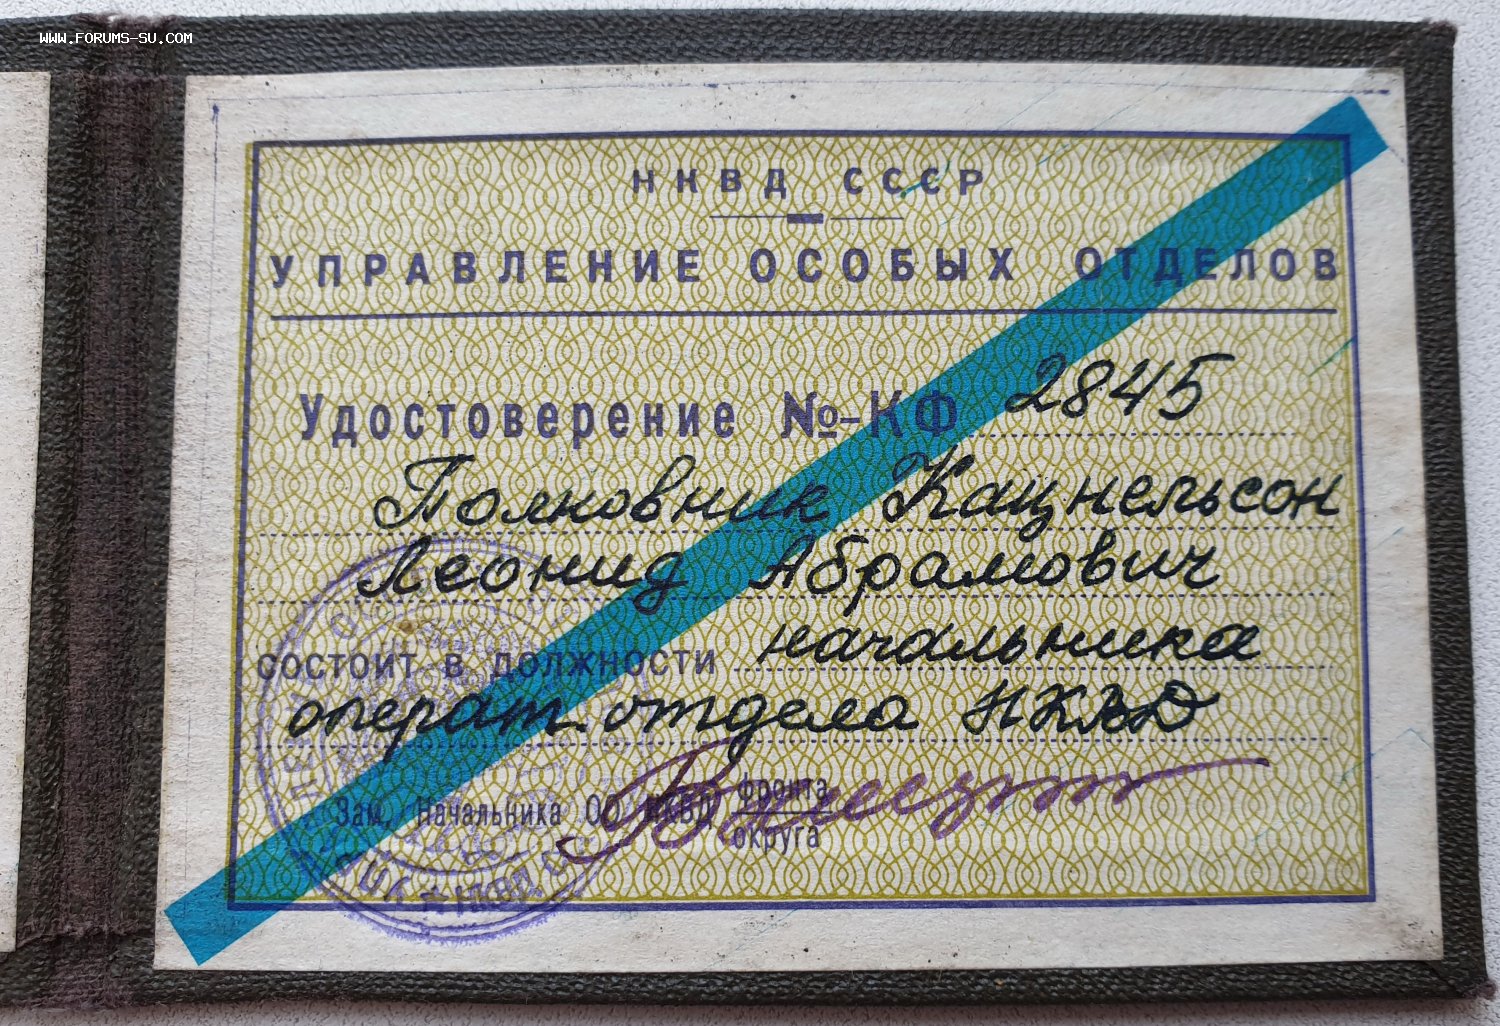 WWW.FORUMS-SU.COM
НКВД СССР
УПРАВЛЕНИЕ ОСОБЫХ ОТДЕЛОВ
Удостоверение №-КФ 2845
Полковник Кацнельсон
Леонид Абрамович
состоит в должности начальника
операт. отдела НКВД
Зам. Начальника ОО НКВД фронта
округа
НКВД